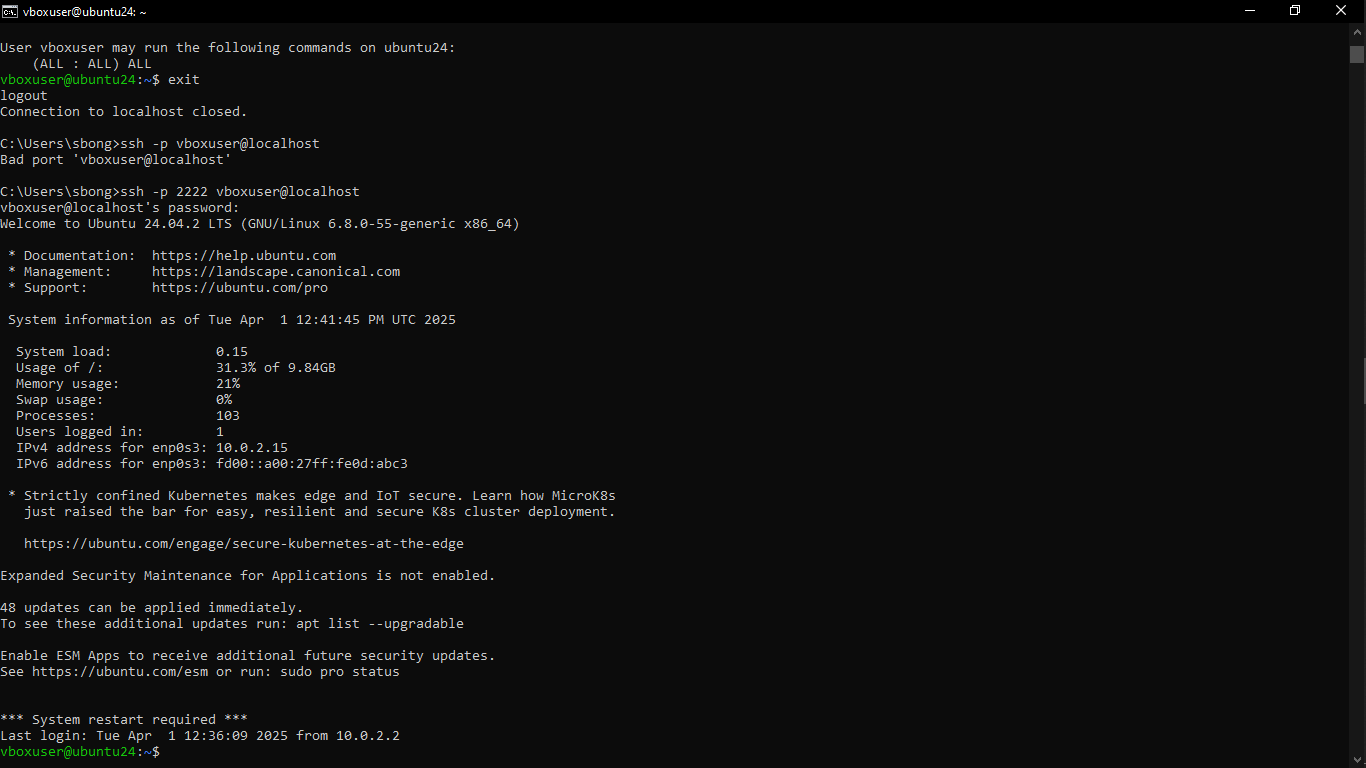 vboxuser@ubuntu24: ~
User vboxuser may run the following commands on ubuntu24:
    (ALL : ALL) ALL
vboxuser@ubuntu24:~$ exit
logout
Connection to localhost closed.
C:\Users\sbong>ssh -p vboxuser@localhost
Bad port 'vboxuser@localhost'
C:\Users\sbong>ssh -p 2222 vboxuser@localhost
vboxuser@localhost's password:
Welcome to Ubuntu 24.04.2 LTS (GNU/Linux 6.8.0-55-generic x86_64)
 * Documentation:  https://help.ubuntu.com
 * Management:     https://landscape.canonical.com
 * Support:        https://ubuntu.com/pro
 System information as of Tue Apr  1 12:41:45 PM UTC 2025
  System load:             0.15
  Usage of /:              31.3% of 9.84GB
  Memory usage:            21%
  Swap usage:              0%
  Processes:               103
  Users logged in:         1
  IPv4 address for enp0s3: 10.0.2.15
  IPv6 address for enp0s3: fd00::a00:27ff:fe0d:abc3
 * Strictly confined Kubernetes makes edge and IoT secure. Learn how MicroK8s
   just raised the bar for easy, resilient and secure K8s cluster deployment.
   https://ubuntu.com/engage/secure-kubernetes-at-the-edge
Expanded Security Maintenance for Applications is not enabled.
48 updates can be applied immediately.
To see these additional updates run: apt list --upgradable
Enable ESM Apps to receive additional future security updates.
See https://ubuntu.com/esm or run: sudo pro status
*** System restart required ***
Last login: Tue Apr  1 12:36:09 2025 from 10.0.2.2
vboxuser@ubuntu24:~$